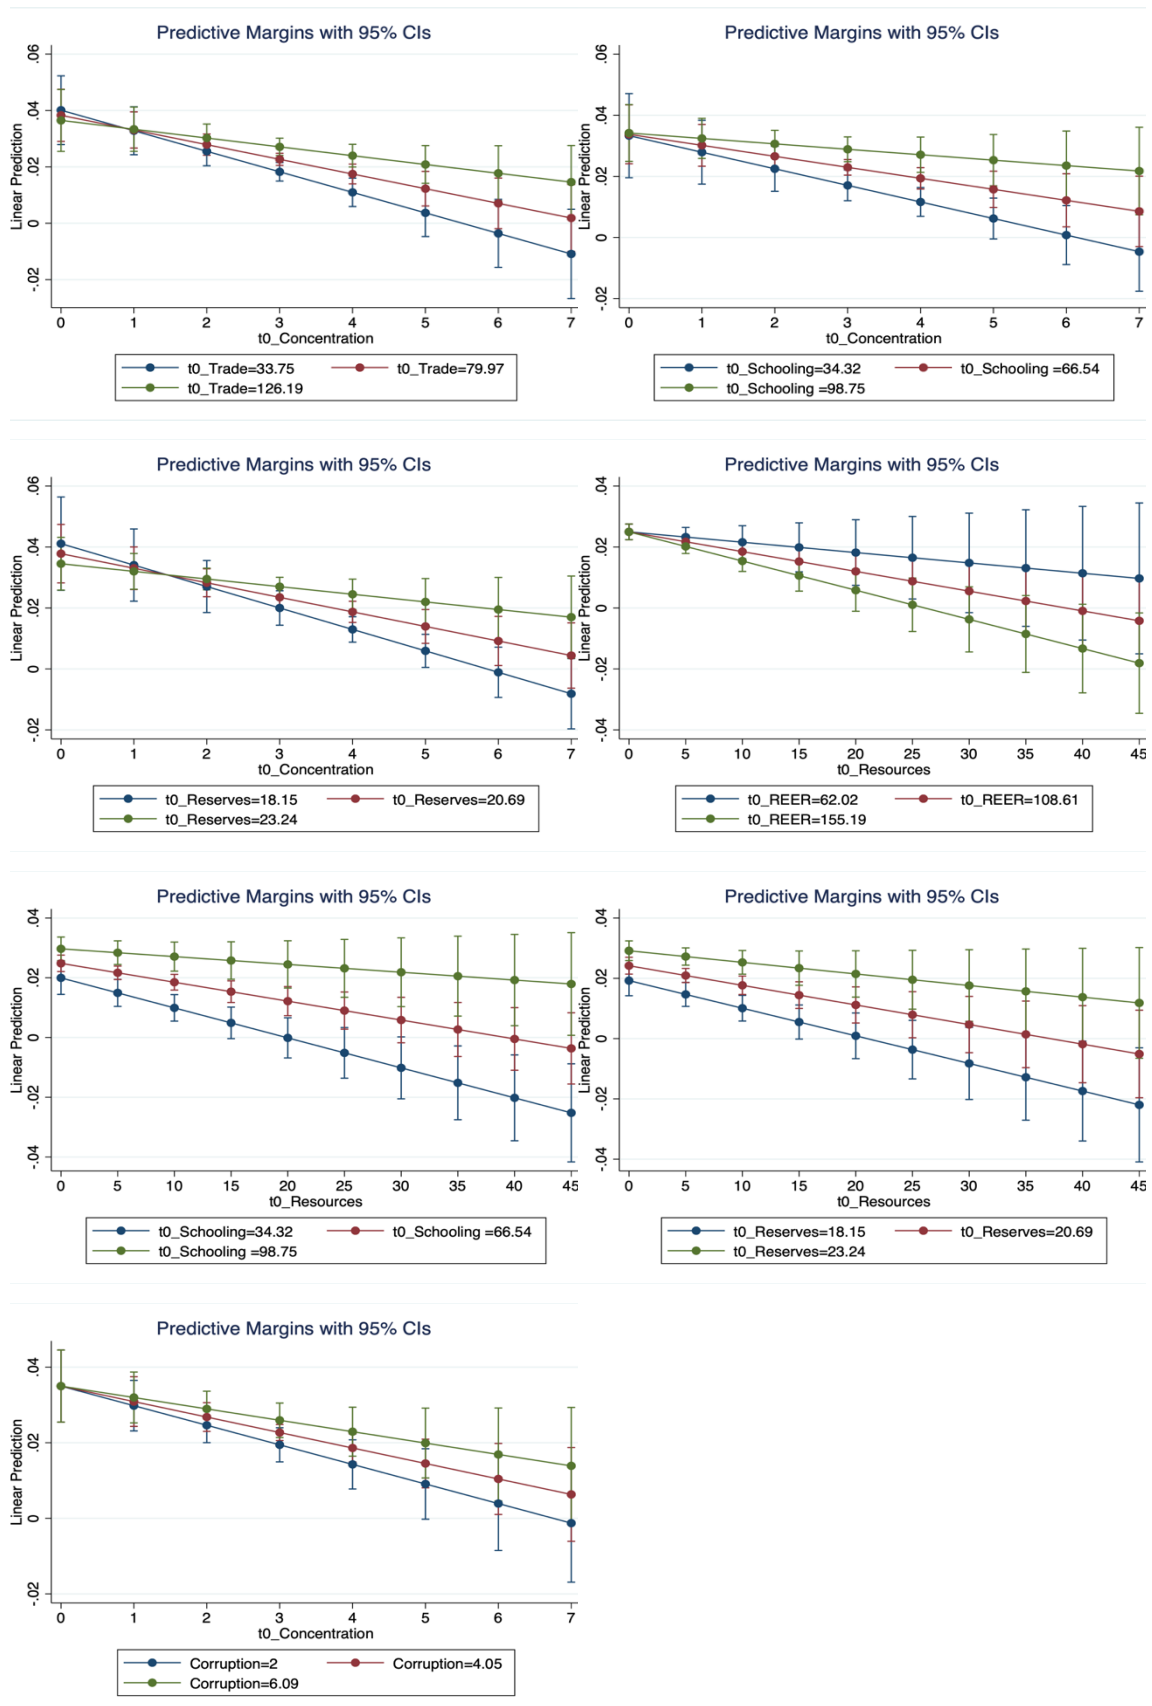 Predictive Margins with 95% CIs
Linear Prediction
.06
.04
.02
0
-.02
0 1 2 3 4 5 6 7
t0_Concentration
t0_Trade=33.75 t0_Trade=79.97
t0_Trade=126.19
Predictive Margins with 95% CIs
Linear Prediction
.06
.04
.02
0
-.02
0 1 2 3 4 5 6 7
t0_Concentration
t0_Schooling=34.32 t0_Schooling =66.54
t0_Schooling =98.75
Predictive Margins with 95% CIs
Linear Prediction
.06
.04
.02
0
-.02
0 1 2 3 4 5 6 7
t0_Concentration
t0_Reserves=18.15 t0_Reserves=20.69
t0_Reserves=23.24
Predictive Margins with 95% CIs
Linear Prediction
.04
.02
0
-.02
-.04
0 5 10 15 20 25 30 35 40 45
t0_Resources
t0_REER=62.02 t0_REER=108.61
t0_REER=155.19
Predictive Margins with 95% CIs
Linear Prediction
.04
.02
0
-.02
-.04
0 5 10 15 20 25 30 35 40 45
t0_Resources
t0_Schooling=34.32 t0_Schooling =66.54
t0_Schooling =98.75
Predictive Margins with 95% CIs
Linear Prediction
.04
.02
0
-.02
-.04
0 5 10 15 20 25 30 35 40 45
t0_Resources
t0_Reserves=18.15 t0_Reserves=20.69
t0_Reserves=23.24
Predictive Margins with 95% CIs
Linear Prediction
.04
.02
0
-.02
0 1 2 3 4 5 6 7
t0_Concentration
Corruption=2 Corruption=4.05
Corruption=6.09